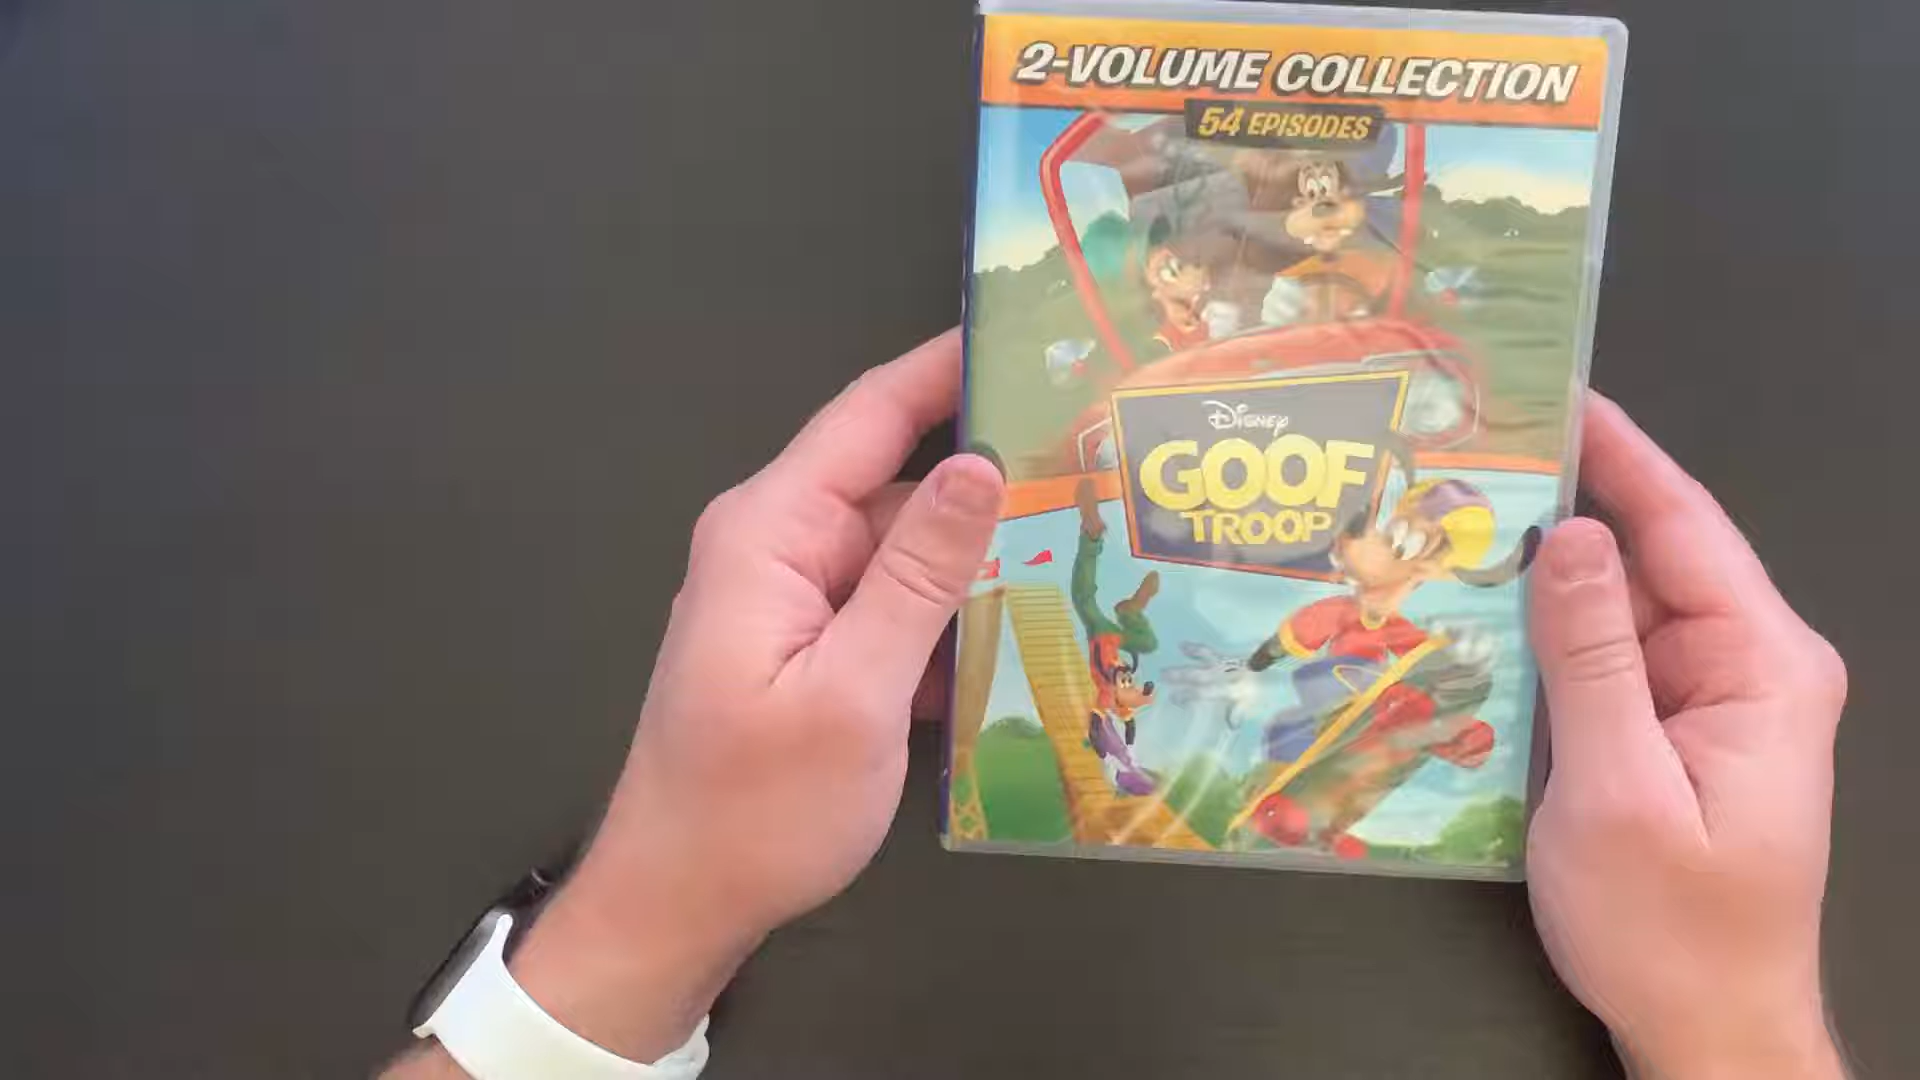 2-VOLUME COLLECTION
54 EPISODES
Disney
GOOF
TROOP